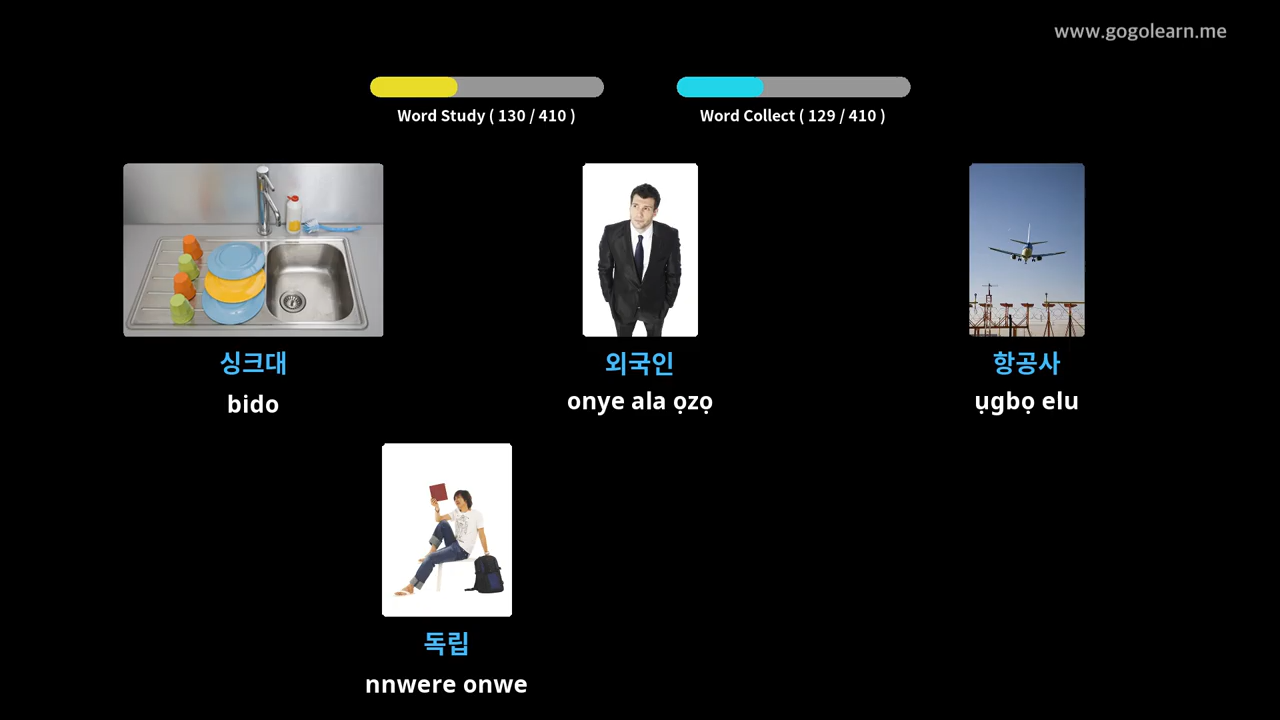 www.gogolearn.me
Word Study ( 130 / 410 )
Word Collect ( 129 / 410 )
싱크대
bido
외국인
onye ala ọzọ
항공사
ụgbọ elu
독립
nnwere onwe